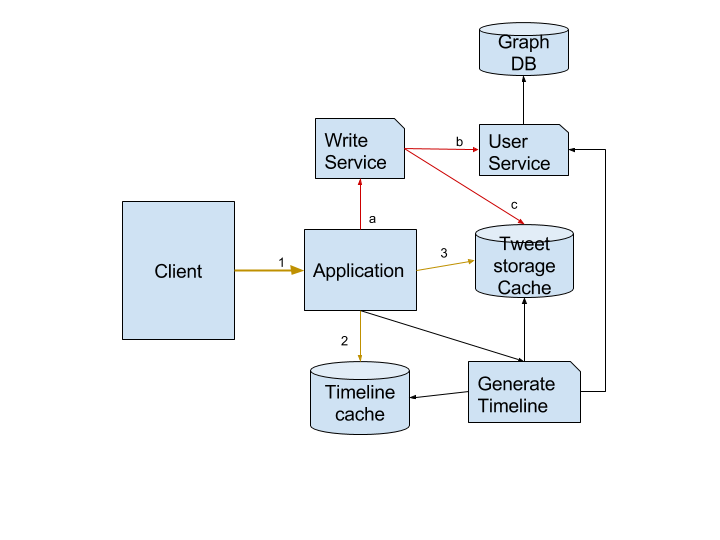 Graph
DB
Write
Service
b
User
Service
a
c
Client
1
Application
3
Tweet
storage
Cache
2
Timeline
cache
Generate
Timeline